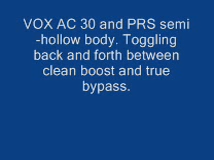 VOX AC 30 and PRS semi
-hollow body. Toggling
back and forth between
clean boost and true
bypass.